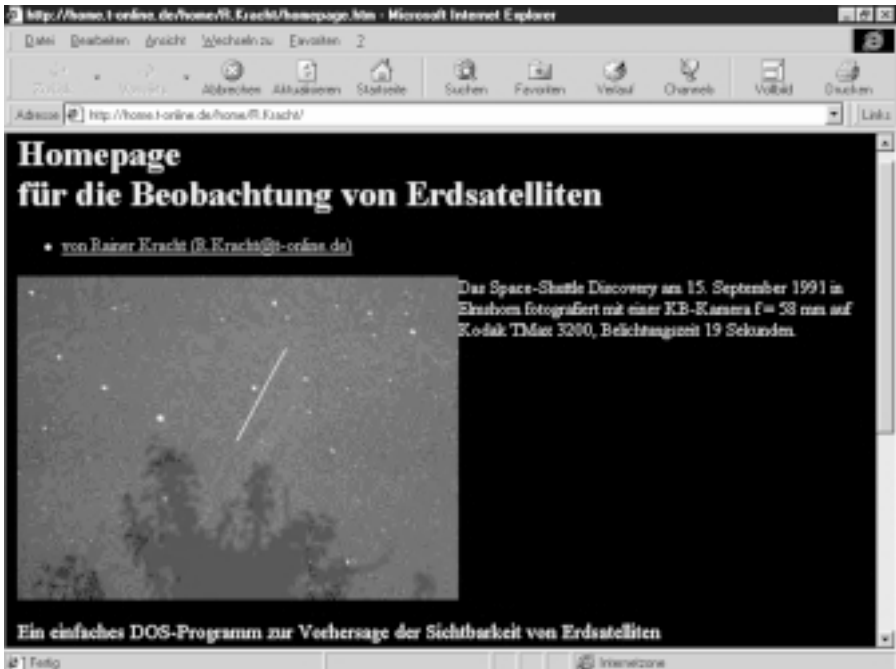 http://home.t-online.de/home/R.Kracht/homepage.htm - Microsoft Internet Explorer
Datei Bearbeiten Ansicht Wechseln zu Favoriten ?
Zurück Vorwärts Abbrechen Aktualisieren Startseite Suchen Favoriten Verlauf Channels Vollbild Drucken
Adresse http://home.t-online.de/home/R.Kracht/ Links
Homepage
für die Beobachtung von Erdsatelliten
von Rainer Kracht (R.Kracht@t-online.de)
Das Space-Shuttle Discovery am 15. September 1991 in
Elmshorn fotografiert mit einer KB-Kamera f = 58 mm auf
Kodak TMax 3200, Belichtungszeit 19 Sekunden.
Ein einfaches DOS-Programm zur Vorhersage der Sichtbarkeit von Erdsatelliten
Fertig Internetzone